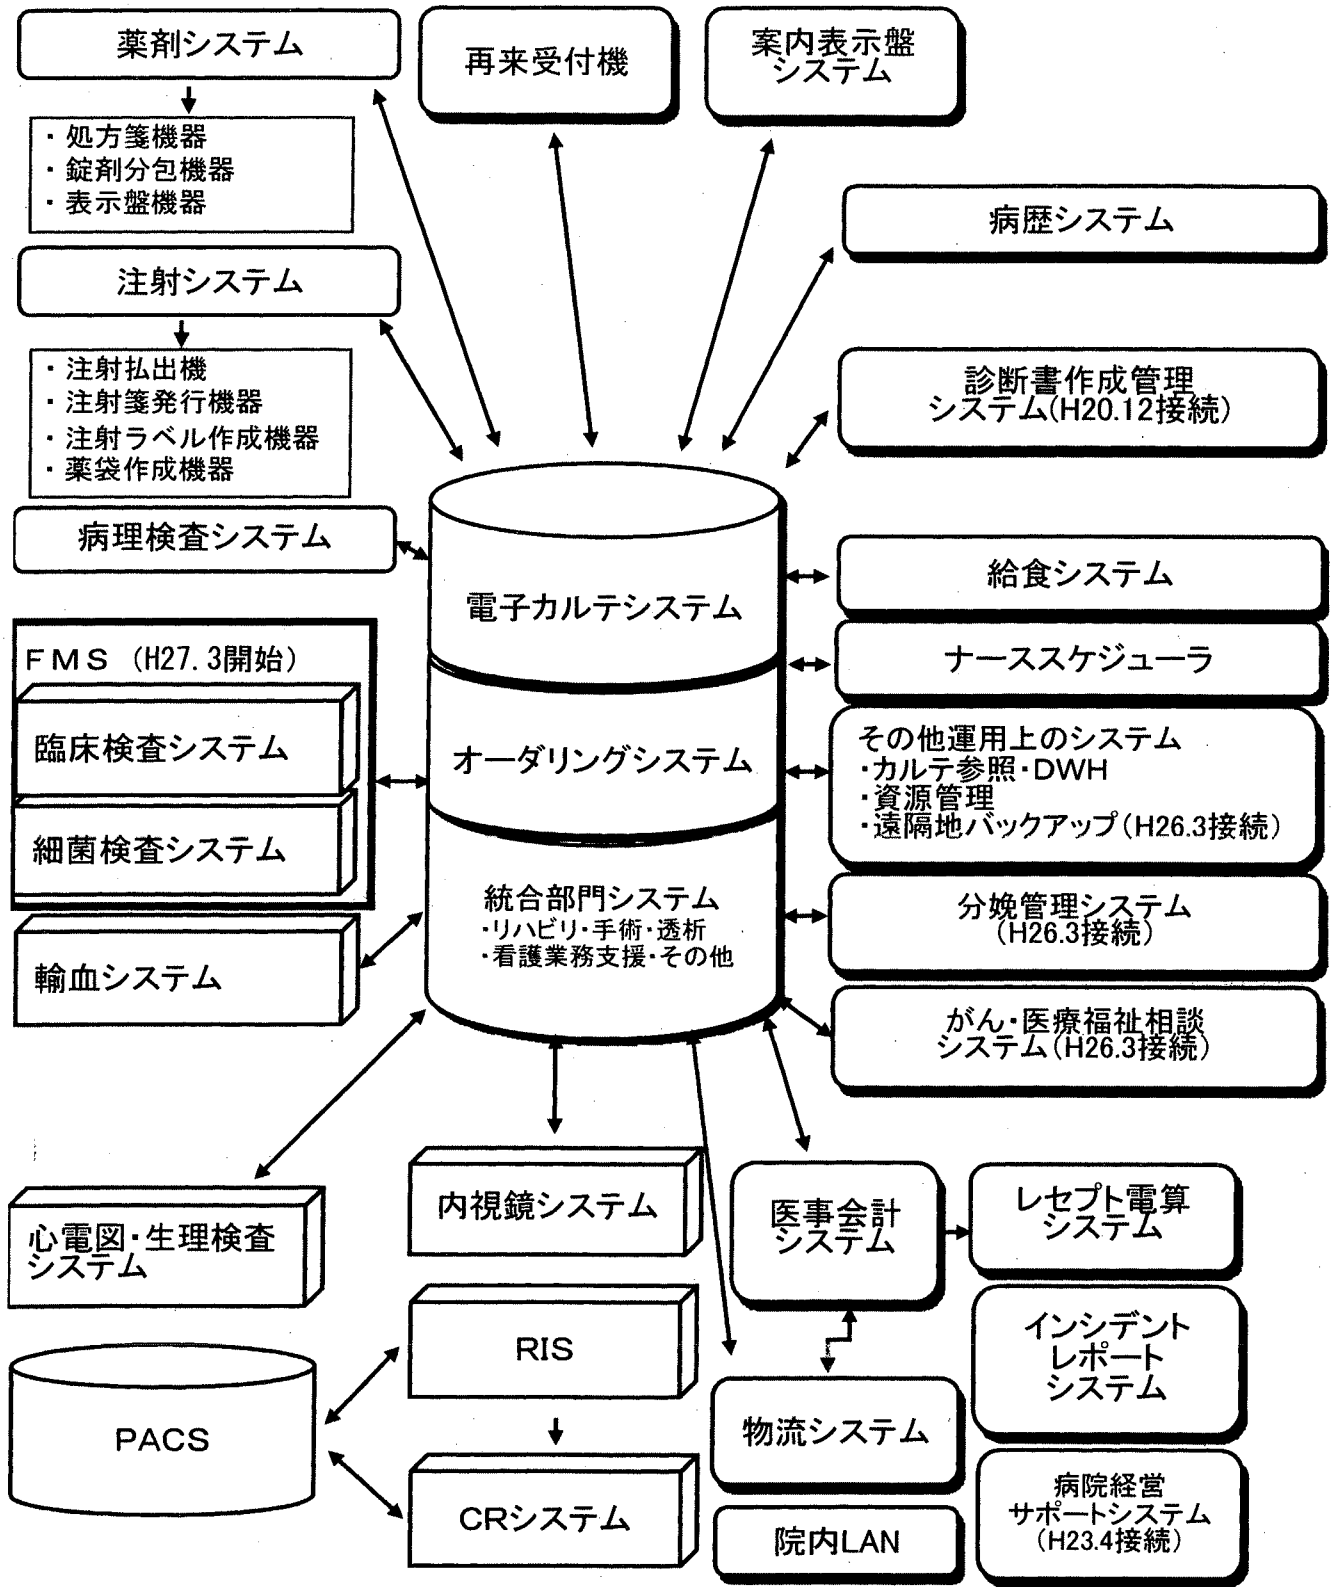 薬剤システム
・処方箋機器
・錠剤分包機器
・表示盤機器
注射システム
・注射払出機
・注射箋発行機器
・注射ラベル作成機器
・薬袋作成機器
病理検査システム
FMS (H27.3開始)
臨床検査システム
細菌検査システム
輸血システム
心電図・生理検査
システム
PACS
再来受付機
案内表示盤
システム
病歴システム
診断書作成管理
システム(H20.12接続)
電子カルテシステム
オーダリングシステム
統合部門システム
・リハビリ・手術・透析
・看護業務支援・その他
給食システム
ナーススケジューラ
その他運用上のシステム
・カルテ参照・DWH
・資源管理
・遠隔地バックアップ(H26.3接続)
分娩管理システム
(H26.3接続)
がん・医療福祉相談
システム(H26.3接続)
内視鏡システム
RIS
CRシステム
医事会計
システム
物流システム
院内LAN
レセプト電算
システム
インシデント
レポート
システム
病院経営
サポートシステム
(H23.4接続)